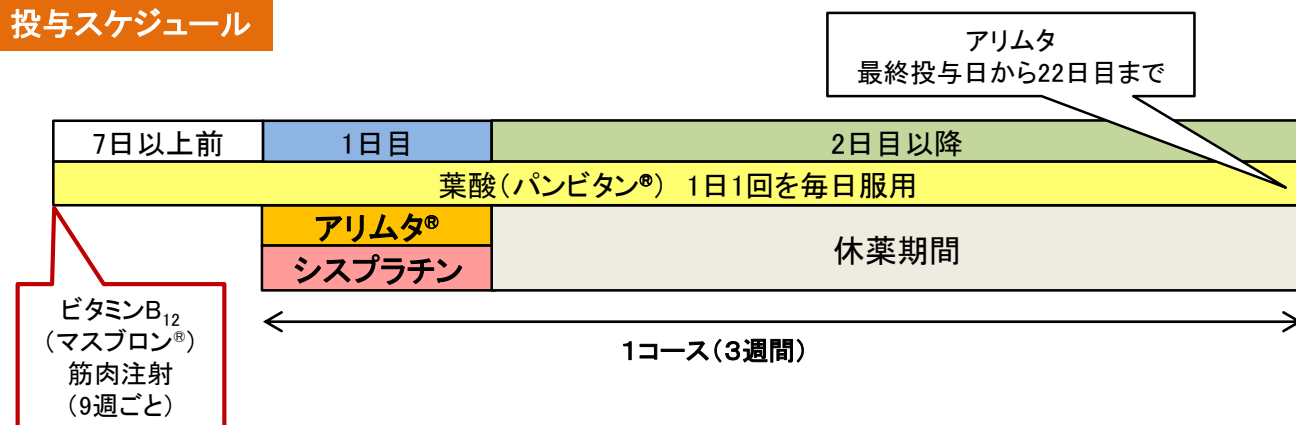 投与スケジュール
アリムタ
最終投与日から22日目まで
7日以上前
1日目
2日目以降
葉酸(パンビタン®) 1日1回を毎日服用
アリムタ®
シスプラチン
休薬期間
ビタミンB₁₂
(マスブロン®)
筋肉注射
(9週ごと)
1コース(3週間)